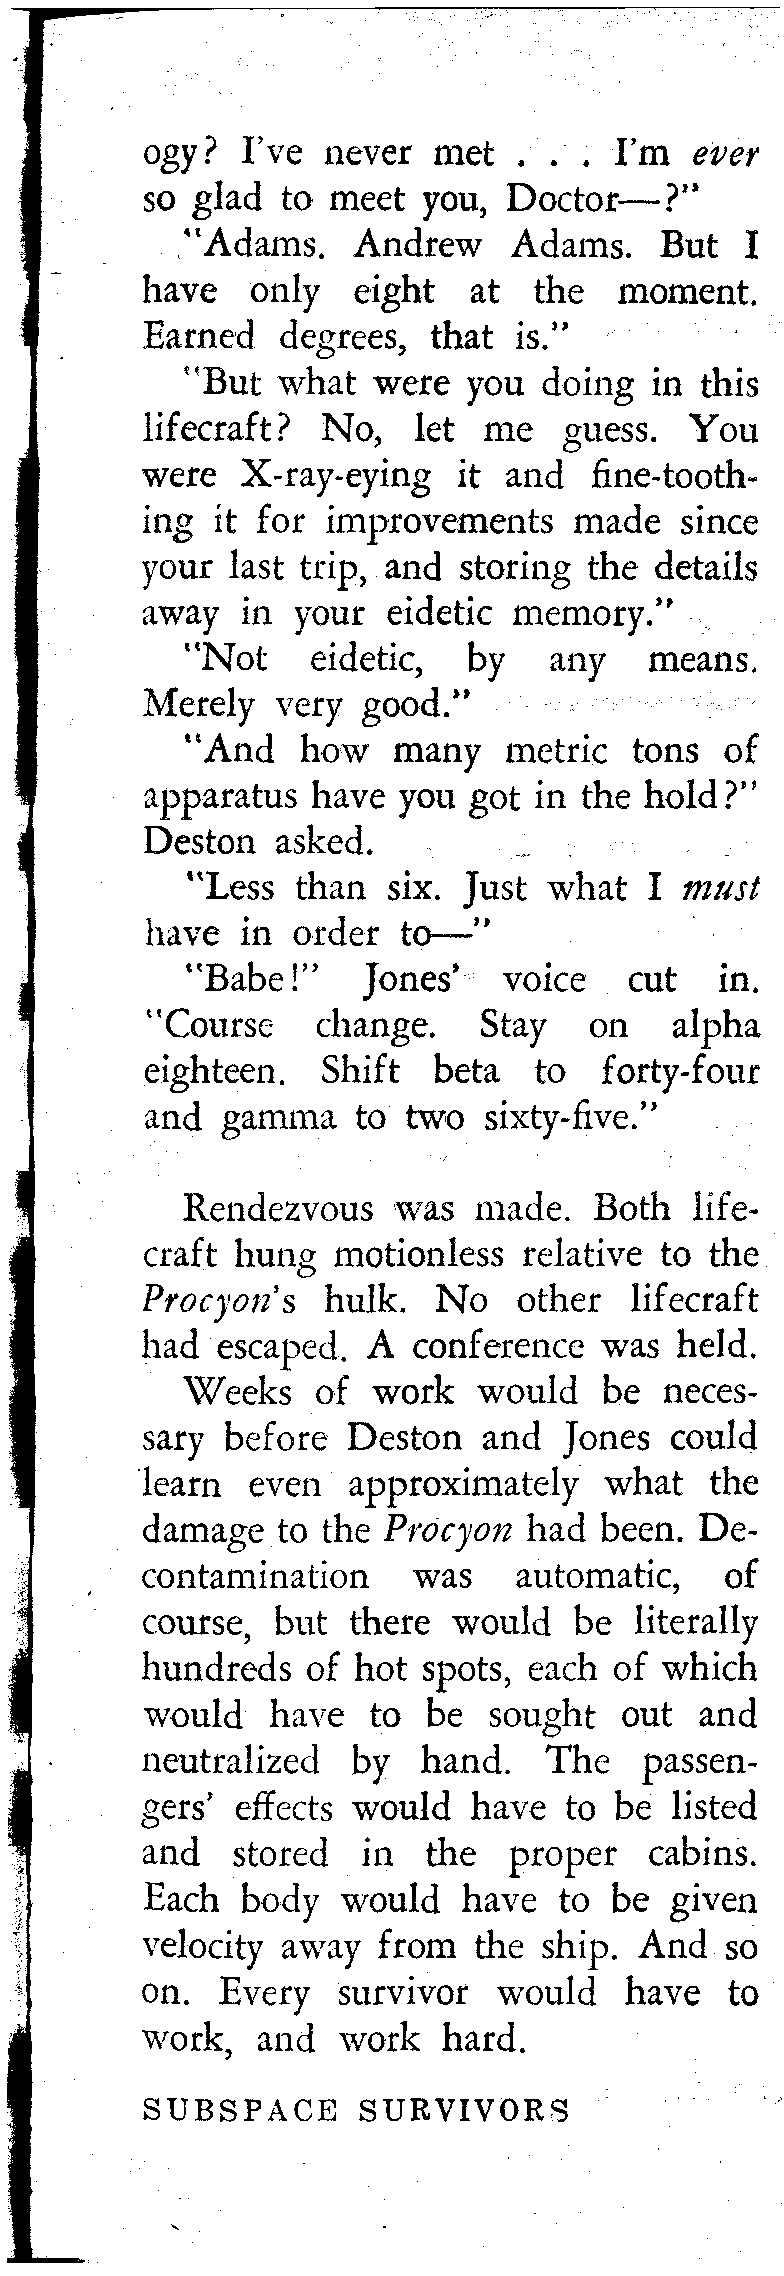 ogy? I've never met . . . I'm ever
so glad to meet you, Doctor—?"
"Adams. Andrew Adams. But I
have only eight at the moment.
Earned degrees, that is."
"But what were you doing in this
lifecraft? No, let me guess. You
were X-ray-eying it and fine-tooth-
ing it for improvements made since
your last trip, and storing the details
away in your eidetic memory."
"Not eidetic, by any means.
Merely very good."
"And how many metric tons of
apparatus have you got in the hold?"
Deston asked.
"Less than six. Just what I must
have in order to—"
"Babe!" Jones' voice cut in.
"Course change. Stay on alpha
eighteen. Shift beta to forty-four
and gamma to two sixty-five."
Rendezvous was made. Both life-
craft hung motionless relative to the
Procyon's hulk. No other lifecraft
had escaped. A conference was held.
Weeks of work would be neces-
sary before Deston and Jones could
learn even approximately what the
damage to the Procyon had been. De-
contamination was automatic, of
course, but there would be literally
hundreds of hot spots, each of which
would have to be sought out and
neutralized by hand. The passen-
gers' effects would have to be listed
and stored in the proper cabins.
Each body would have to be given
velocity away from the ship. And so
on. Every survivor would have to
work, and work hard.
SUBSPACE SURVIVORS